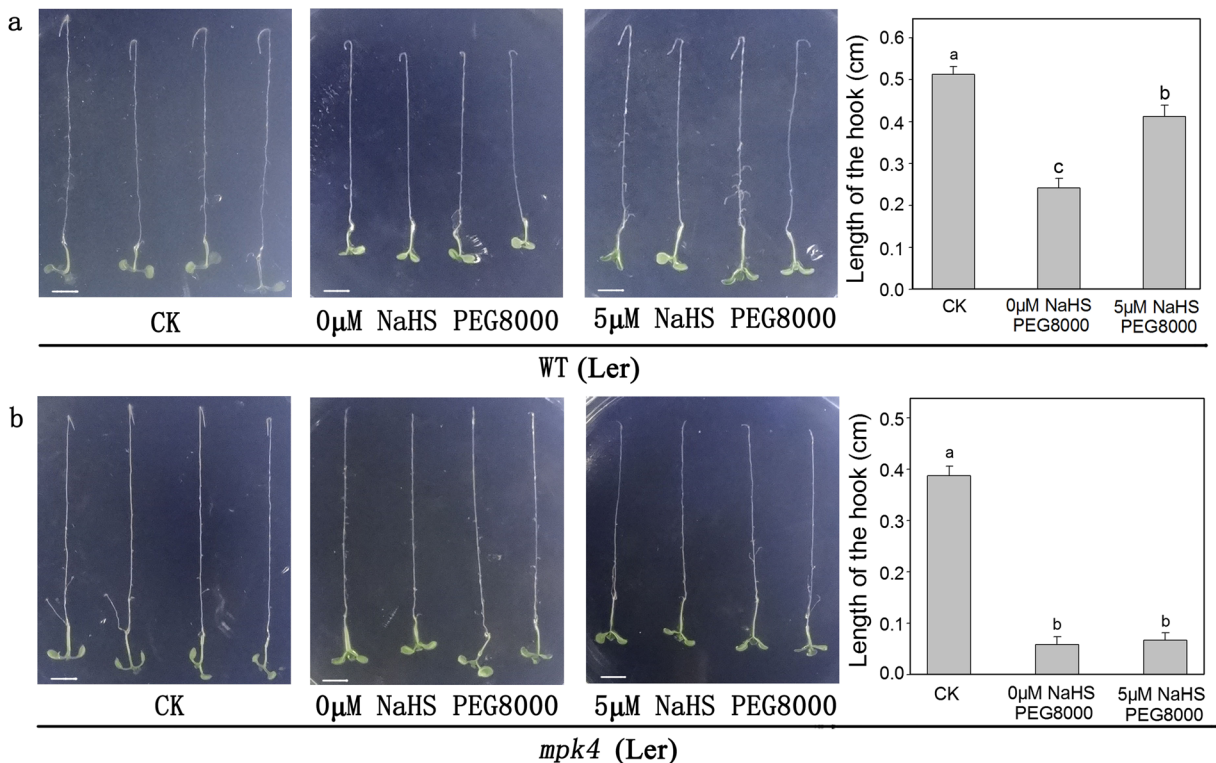 a
CK
0μM NaHS PEG8000
5μM NaHS PEG8000
WT (Ler)
Length of the hook (cm)
0.6
0.5
0.4
0.3
0.2
0.1
0.0
a
c
b
CK
0μM NaHS
PEG8000
5μM NaHS
PEG8000
b
CK
0μM NaHS PEG8000
5μM NaHS PEG8000
mpk4 (Ler)
Length of the hook (cm)
0.5
0.4
0.3
0.2
0.1
0.0
a
b
b
CK
0μM NaHS
PEG8000
5μM NaHS
PEG8000